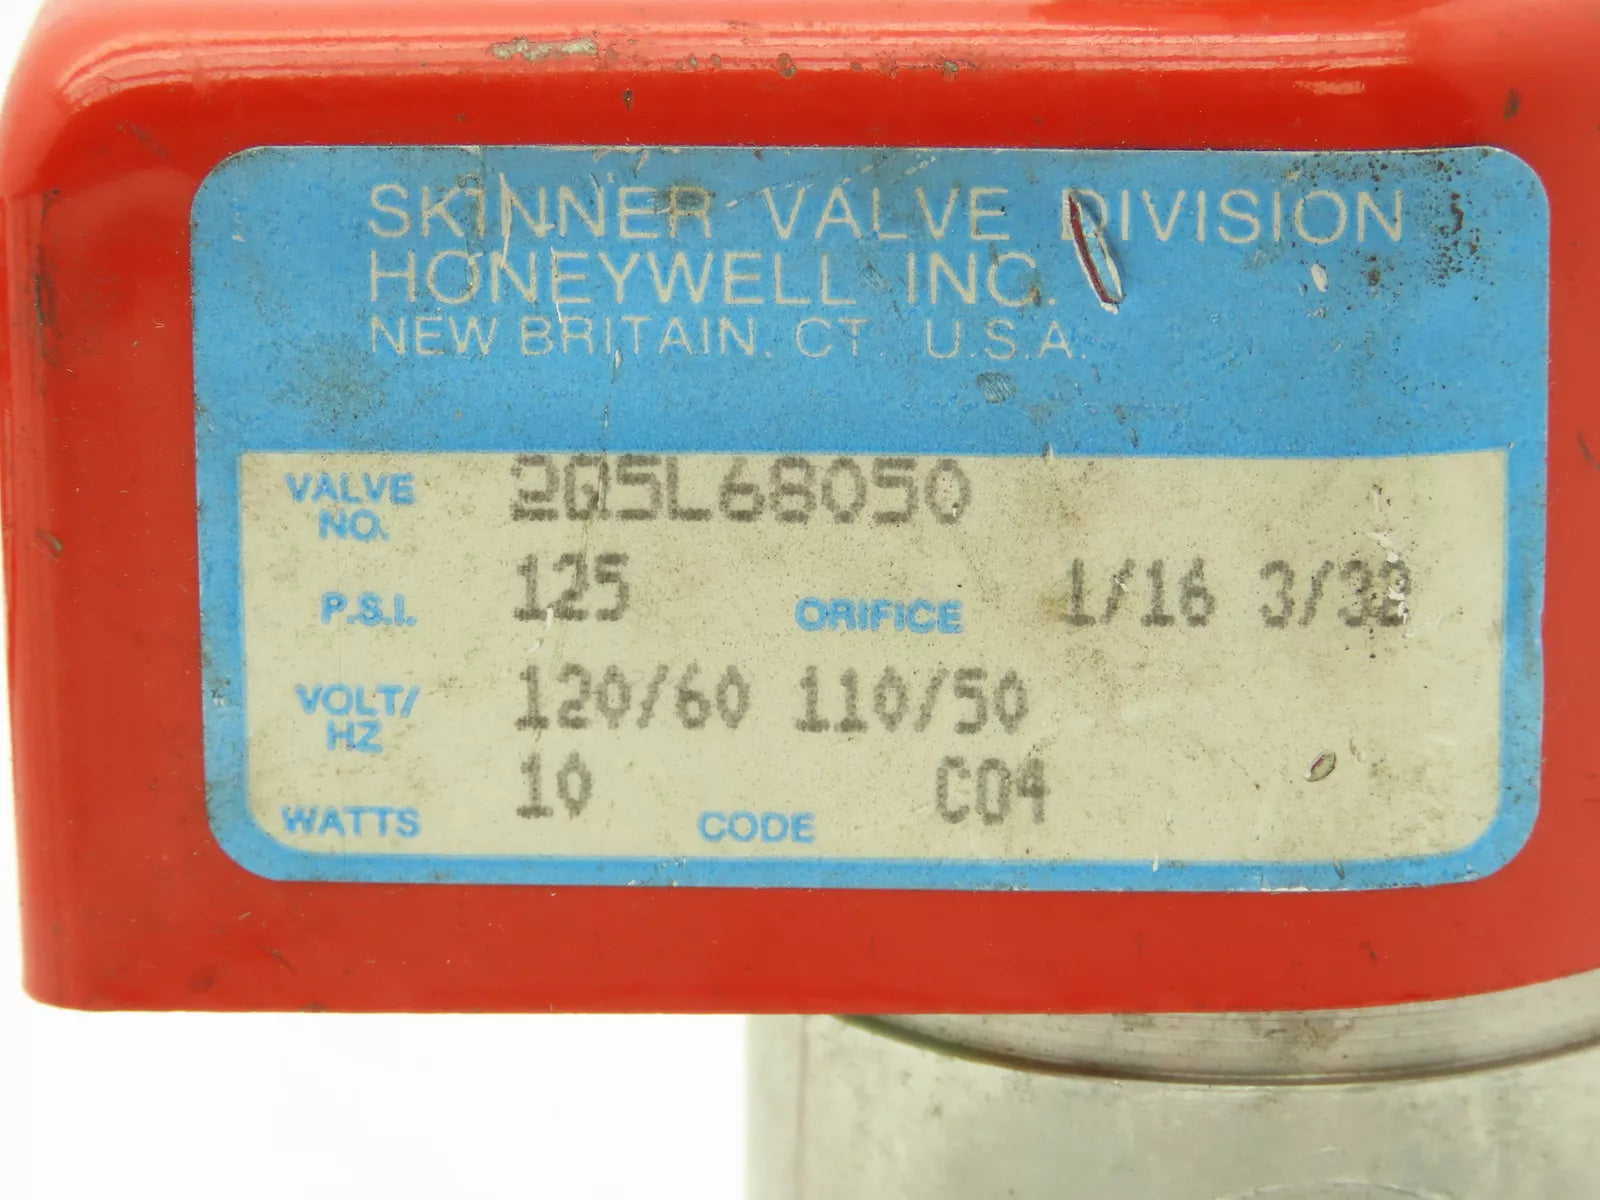 SKINNER VALVE DIVISION
HONEYWELL INC.
NEW BRITAIN, CT. U.S.A.
VALVE NO. 2Q5L68050
P.S.I. 125 ORIFICE 1/16 3/32
VOLT/HZ 120/60 110/50
WATTS 10 CODE C04